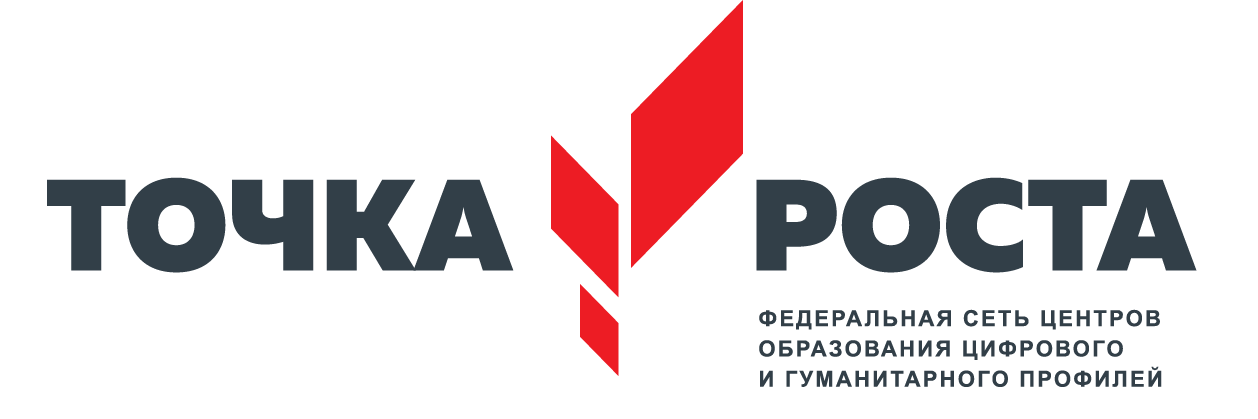 ТОЧКА РОСТА
ФЕДЕРАЛЬНАЯ СЕТЬ ЦЕНТРОВ
ОБРАЗОВАНИЯ ЦИФРОВОГО
И ГУМАНИТАРНОГО ПРОФИЛЕЙ